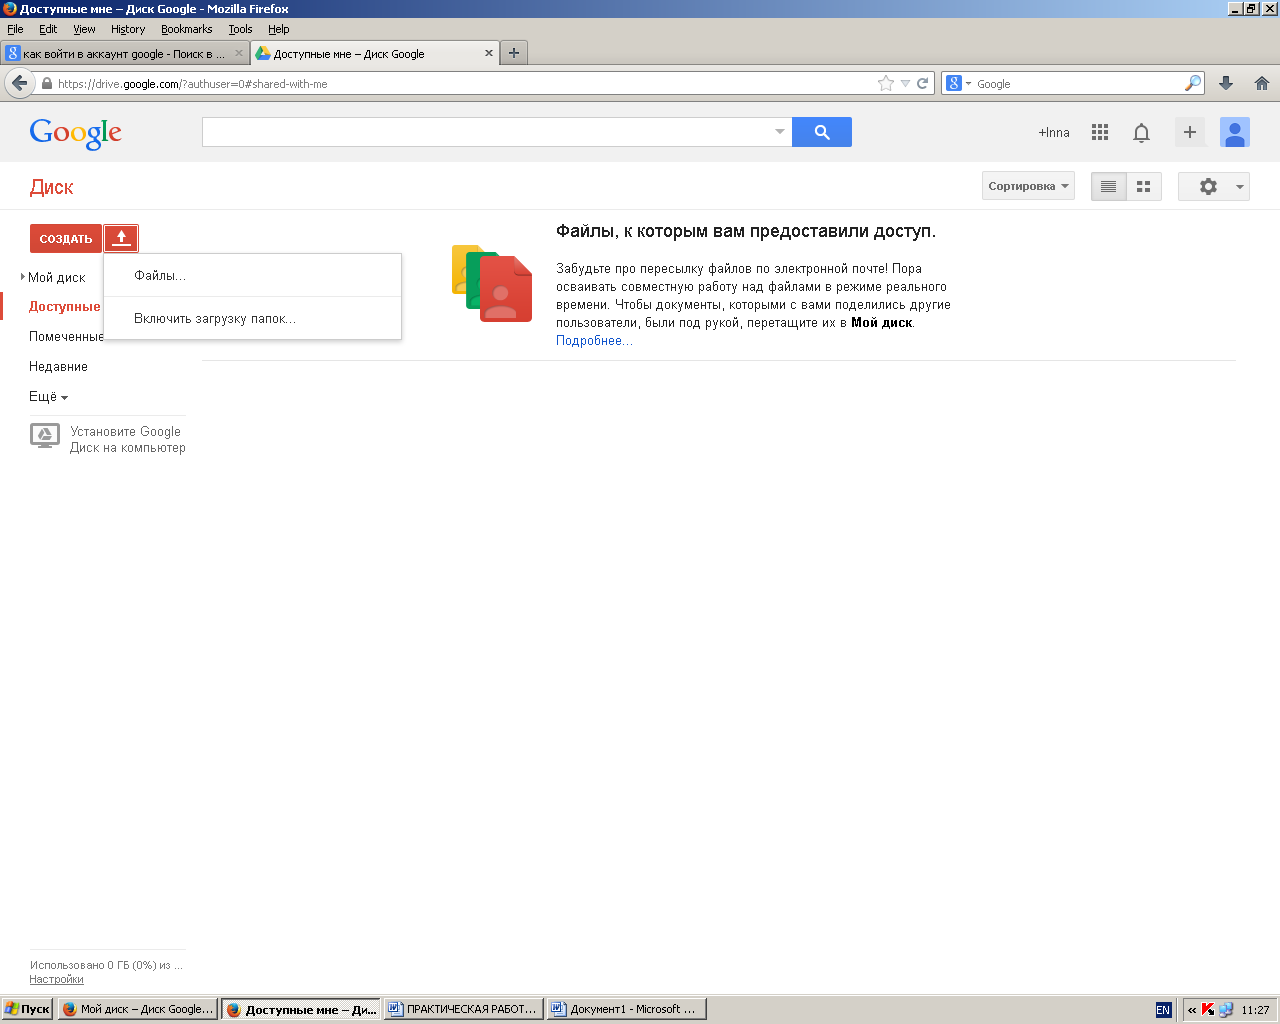 Доступные мне – Диск Google - Mozilla Firefox
File Edit View History Bookmarks Tools Help
как войти в аккаунт google - Поиск в ...
Доступные мне – Диск Google
https://drive.google.com/?authuser=0#shared-with-me
Google
Google
+Inna
Диск
Сортировка
СОЗДАТЬ
Файлы...
Включить загрузку папок...
Мой диск
Доступные
Помеченные
Недавние
Ещё
Установите Google
Диск на компьютер
Файлы, к которым вам предоставили доступ.
Забудьте про пересылку файлов по электронной почте! Пора
осваивать совместную работу над файлами в режиме реального
времени. Чтобы документы, которыми с вами поделились другие
пользователи, были под рукой, перетащите их в Мой диск.
Подробнее...
Использовано 0 ГБ (0%) из ...
Настройки
Пуск
Мой диск – Диск Google...
Доступные мне – Ди...
ПРАКТИЧЕСКАЯ РАБОТ...
Документ1 - Microsoft ...
EN
11:27